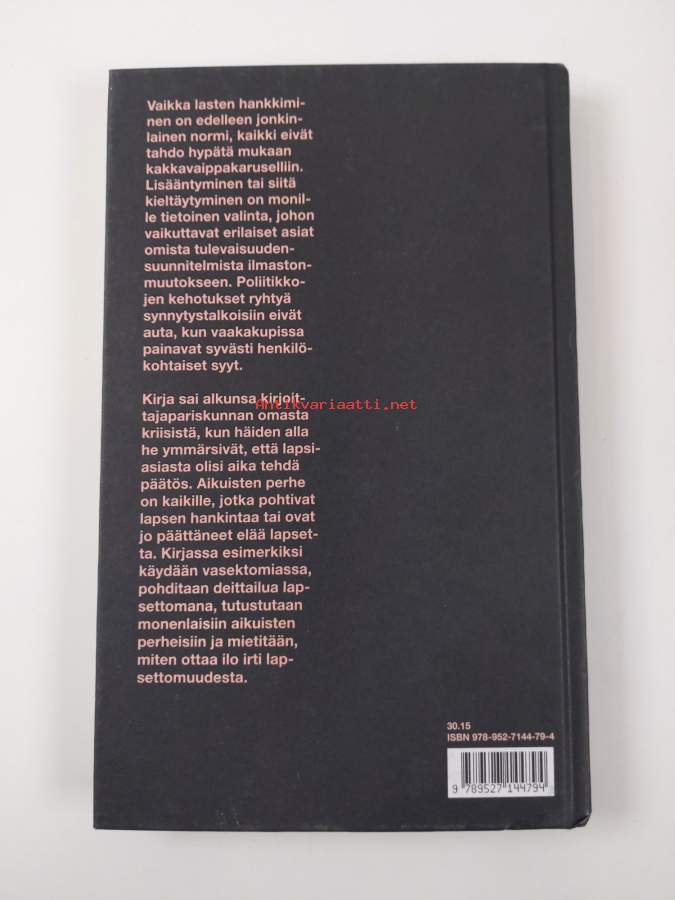 Vaikka lasten hankkimi-
nen on edelleen jonkin-
lainen normi, kaikki eivät
tahdo hypätä mukaan
kakkavaippakaruselliin.
Lisääntyminen tai siitä
kieltäytyminen on monil-
le tietoinen valinta, johon
vaikuttavat erilaiset asiat
omista tulevaisuuden-
suunnitelmista ilmaston-
muutokseen. Poliitikko-
jen kehotukset ryhtyä
synnytystalkoisiin eivät
auta, kun vaakakupissa
painavat syvästi henkilö-
kohtaiset syyt.
Kirja sai alkunsa kirjoit-
tajapariskunnan omasta
kriisistä, kun häiden alla
he ymmärsivät, että lapsi-
asiasta olisi aika tehdä
päätös. Aikuisten perhe
on kaikille, jotka pohtivat
lapsen hankintaa tai ovat
jo päättäneet elää lapset-
ta. Kirjassa esimerkiksi
käydään vasektomiassa,
pohditaan deittailua lap-
settomana, tutustutaan
monenlaisiin aikuisten
perheisiin ja mietitään,
miten ottaa ilo irti lap-
settomuudesta.
Antikvariaatti.net
30.15
ISBN 978-952-7144-79-4
9 789527 144794